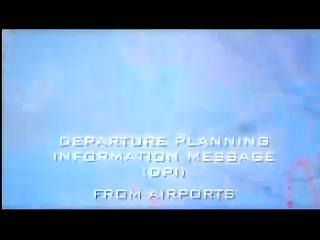 DEPARTURE PLANNING
INFORMATION MESSAGE
(DPI)
FROM AIRPORTS